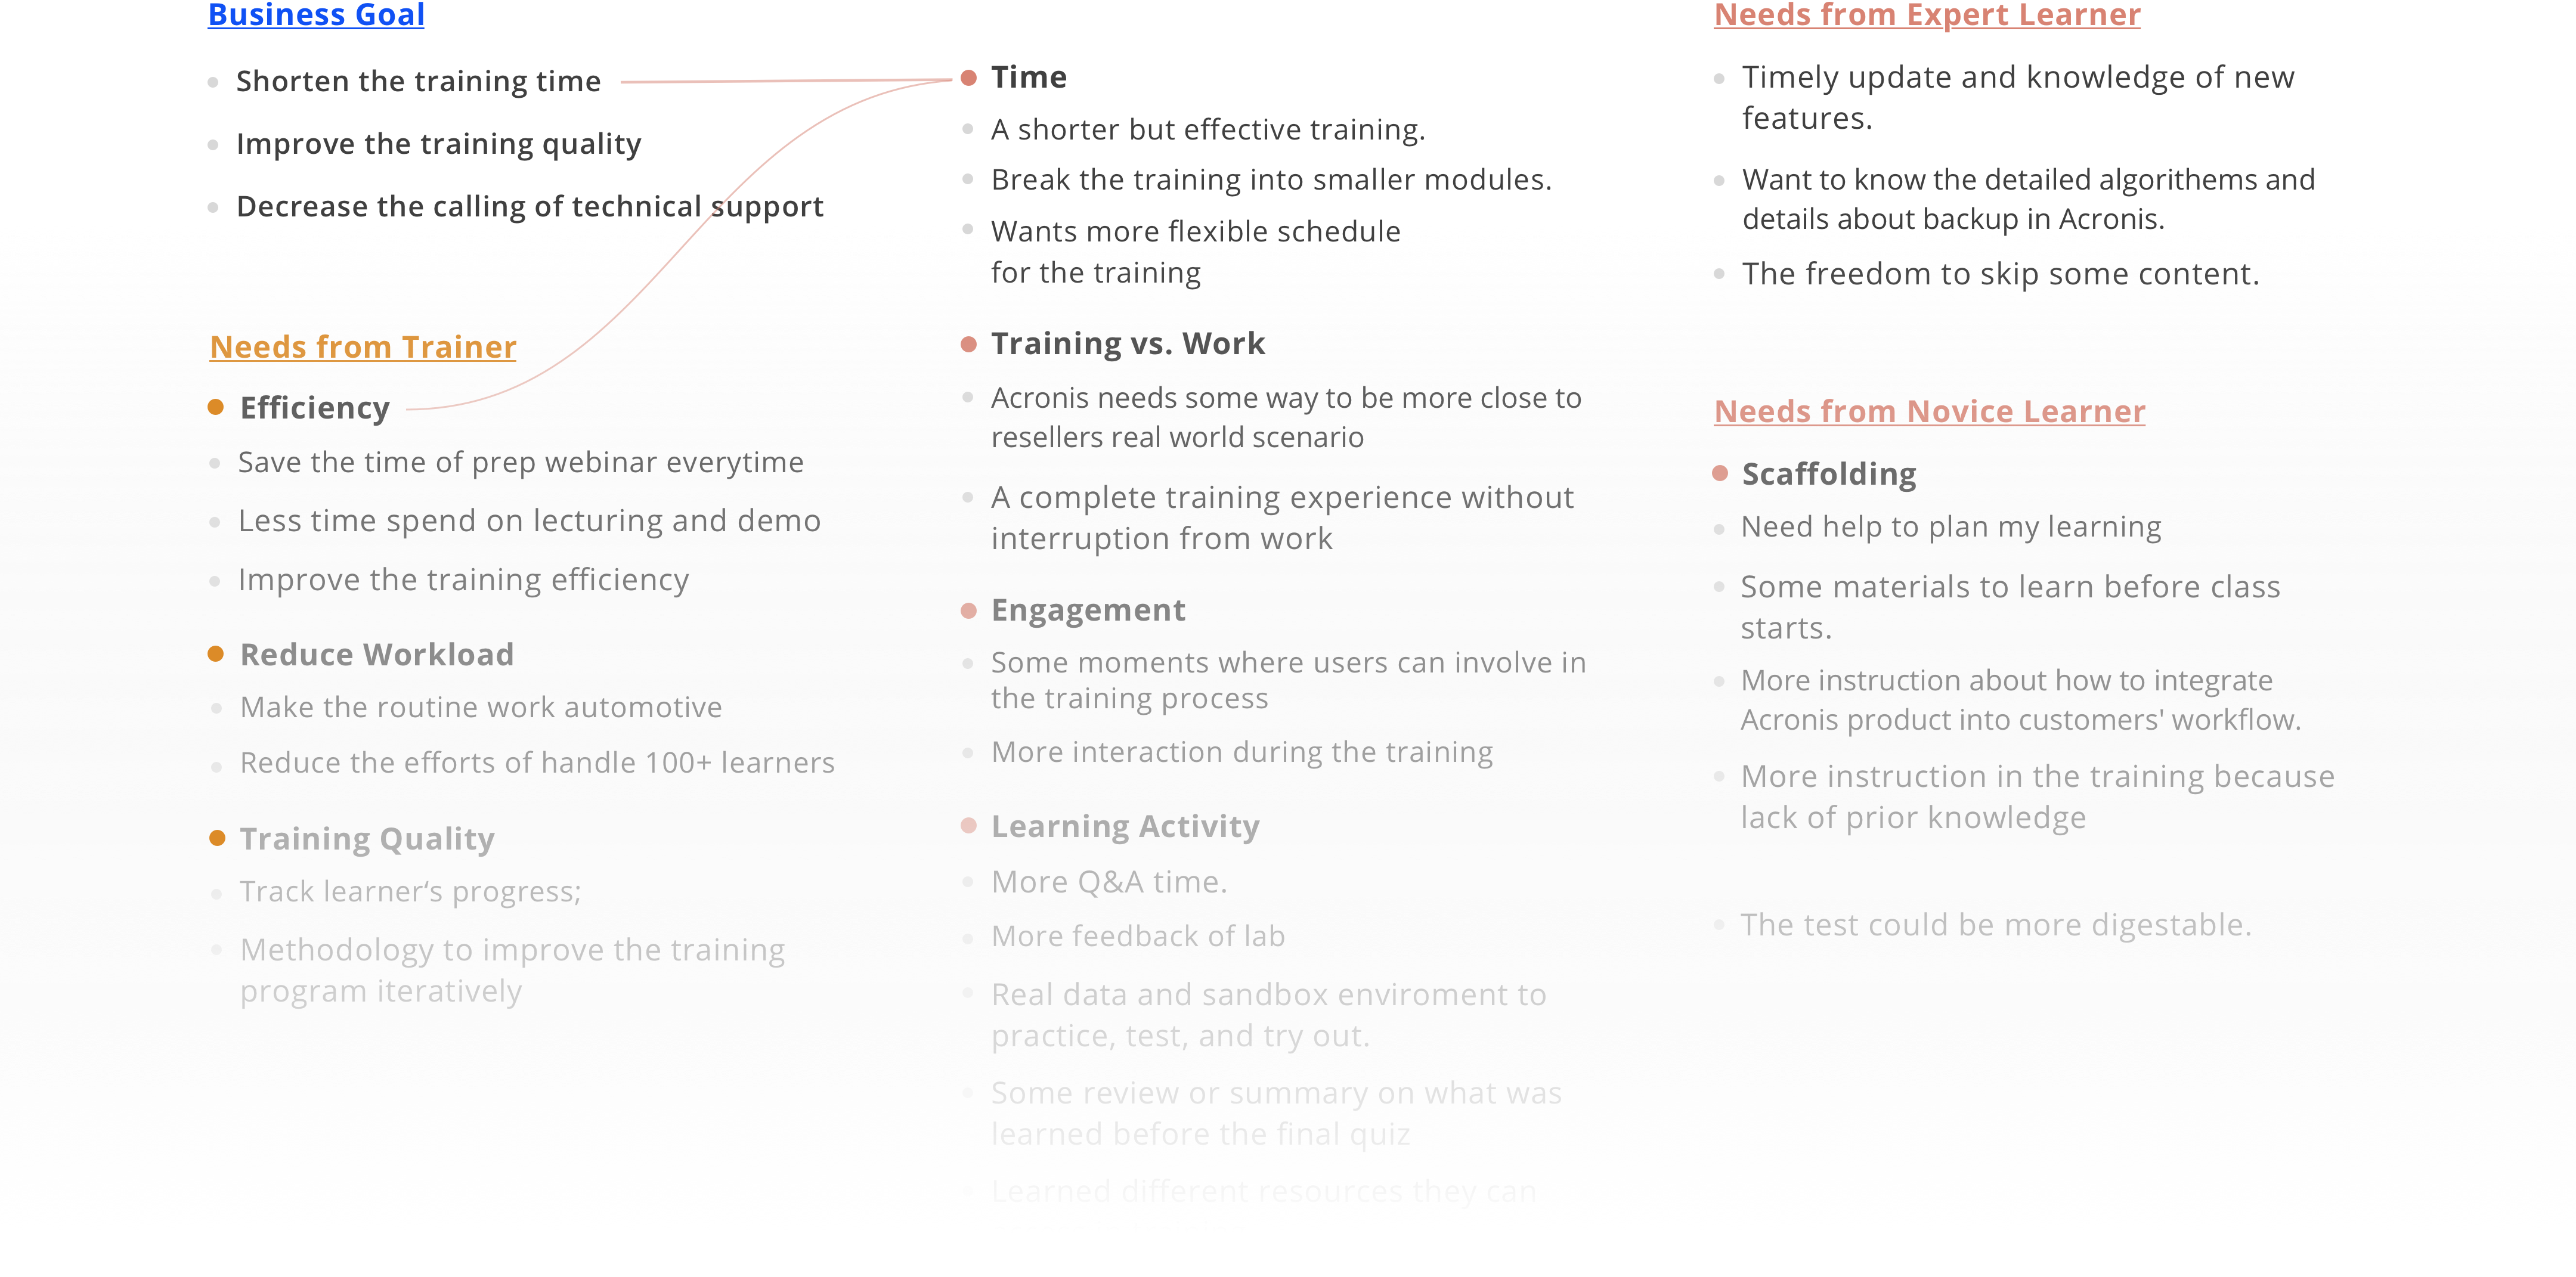 Business Goal
Shorten the training time
Improve the training quality
Decrease the calling of technical support
Needs from Trainer
Efficiency
Save the time of prep webinar everytime
Less time spend on lecturing and demo
Improve the training efficiency
Reduce Workload
Make the routine work automotive
Reduce the efforts of handle 100+ learners
Training Quality
Track learner‘s progress;
Methodology to improve the training
program iteratively
Time
A shorter but effective training.
Break the training into smaller modules.
Wants more flexible schedule
for the training
Training vs. Work
Acronis needs some way to be more close to
resellers real world scenario
A complete training experience without
interruption from work
Engagement
Some moments where users can involve in
the training process
More interaction during the training
Learning Activity
More Q&A time.
More feedback of lab
Real data and sandbox enviroment to
practice, test, and try out.
Some review or summary on what was
learned before the final quiz
Learned different resources they can
Needs from Expert Learner
Timely update and knowledge of new
features.
Want to know the detailed algorithems and
details about backup in Acronis.
The freedom to skip some content.
Needs from Novice Learner
Scaffolding
Need help to plan my learning
Some materials to learn before class
starts.
More instruction about how to integrate
Acronis product into customers' workflow.
More instruction in the training because
lack of prior knowledge
The test could be more digestable.